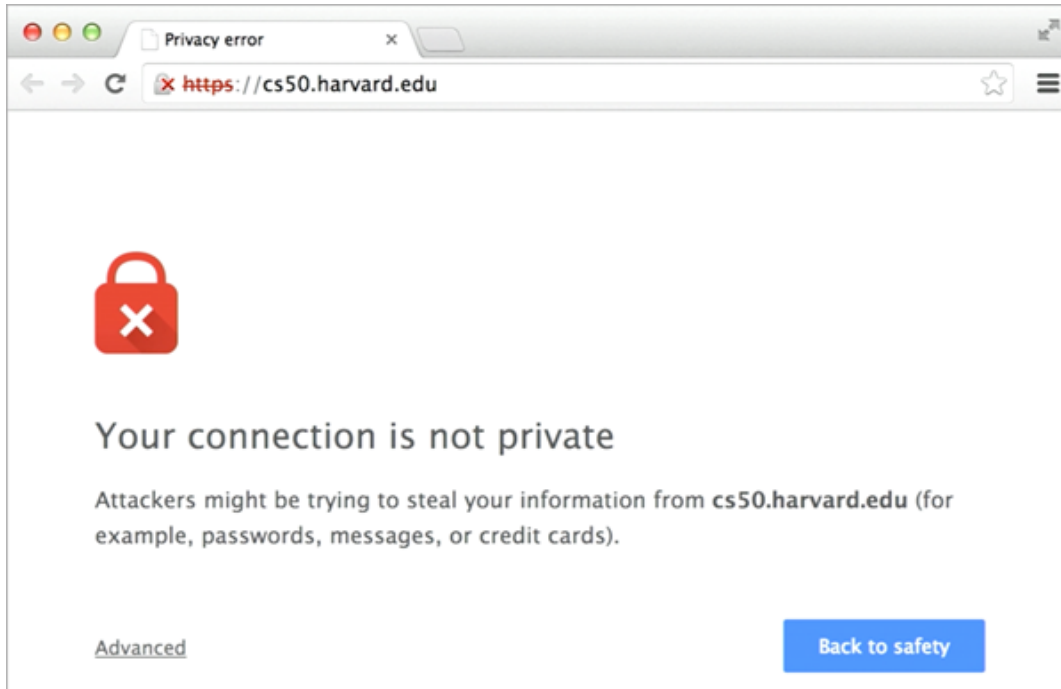 Privacy error
https://cs50.harvard.edu
Your connection is not private
Attackers might be trying to steal your information from cs50.harvard.edu (for
example, passwords, messages, or credit cards).
Advanced
Back to safety